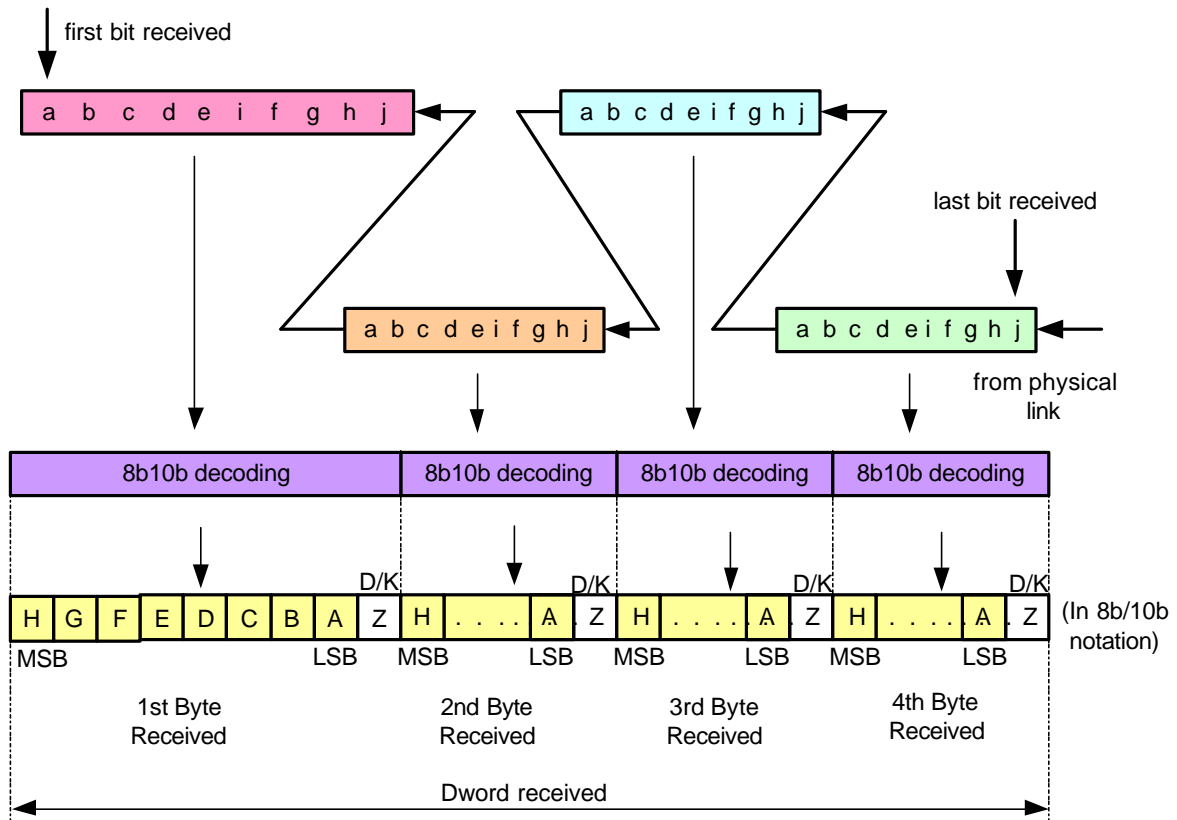 first bit received
a b c d e i f g h j
a b c d e i f g h j
last bit received
a b c d e i f g h j
a b c d e i f g h j
from physical
link
8b10b decoding
8b10b decoding
8b10b decoding
8b10b decoding
D/K
D/K
D/K
D/K
H G F E D C B A Z
H . . . . . A . Z
H . . . . . . A . Z
H . . . . . . A . Z
(In 8b/10b
notation)
MSB
LSB
MSB
LSB
MSB
LSB
MSB
LSB
1st Byte
Received
2nd Byte
Received
3rd Byte
Received
4th Byte
Received
Dword received